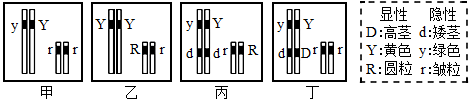 y Y r r
甲
Y Y R r
乙
y Y d d r R
丙
y Y d D r r
丁
显性 隐性
D:高茎 d:矮茎
Y:黄色 y:绿色
R:圆粒 r:皱粒